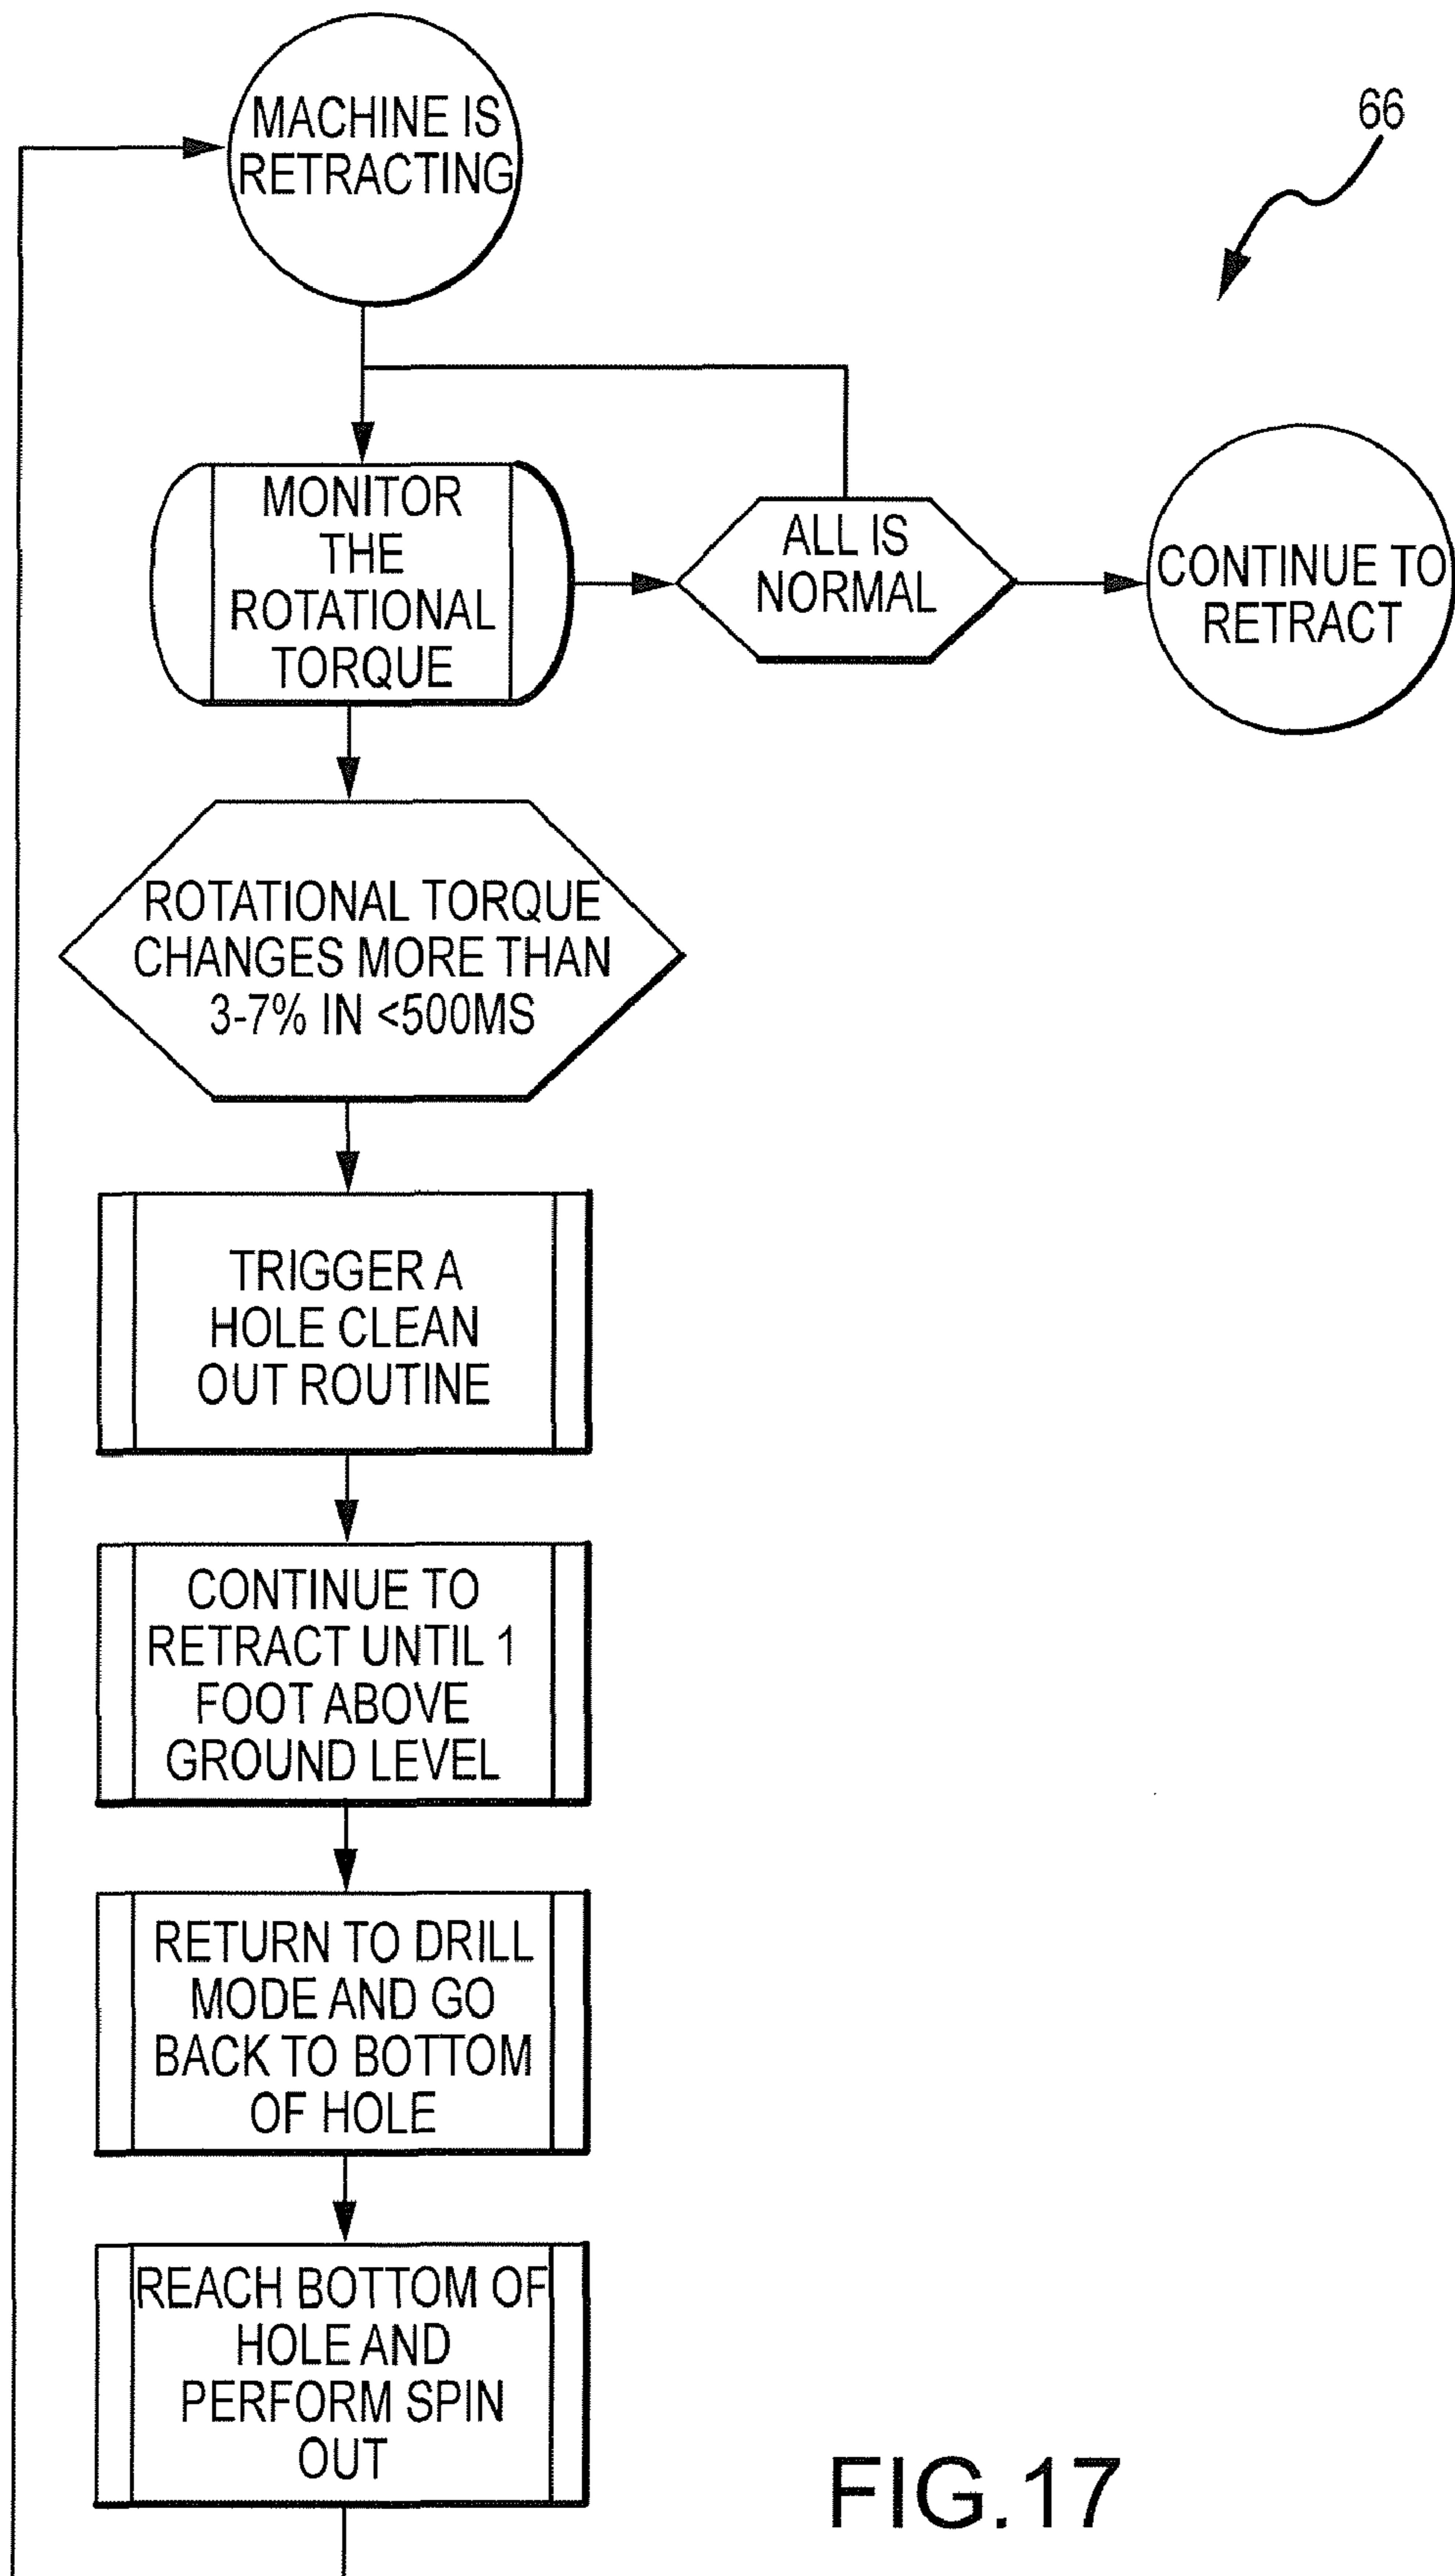 MACHINE IS
RETRACTING
66
MONITOR
THE
ROTATIONAL
TORQUE
ALL IS
NORMAL
CONTINUE TO
RETRACT
ROTATIONAL TORQUE
CHANGES MORE THAN
3-7% IN <500MS
TRIGGER A
HOLE CLEAN
OUT ROUTINE
CONTINUE TO
RETRACT UNTIL 1
FOOT ABOVE
GROUND LEVEL
RETURN TO DRILL
MODE AND GO
BACK TO BOTTOM
OF HOLE
REACH BOTTOM OF
HOLE AND
PERFORM SPIN
OUT
FIG.17